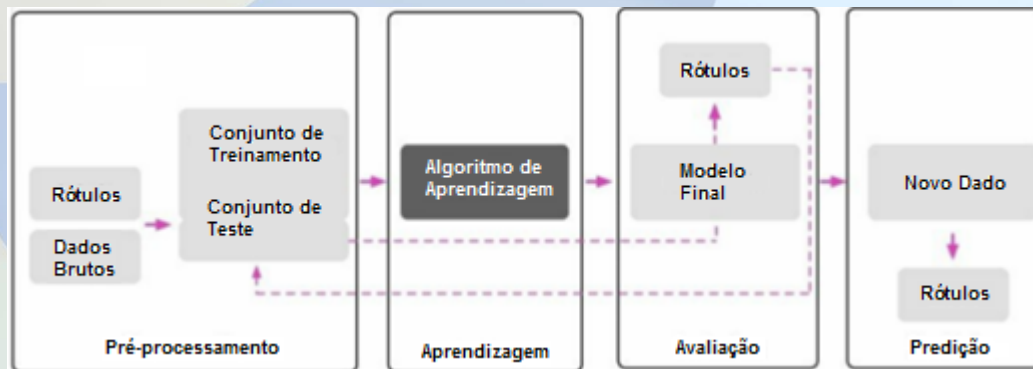 Rótulos
Dados
Brutos
Conjunto de
Treinamento
Conjunto de
Teste
Pré-processamento
Algoritmo de
Aprendizagem
Aprendizagem
Rótulos
Modelo
Final
Avaliação
Novo Dado
Rótulos
Predição